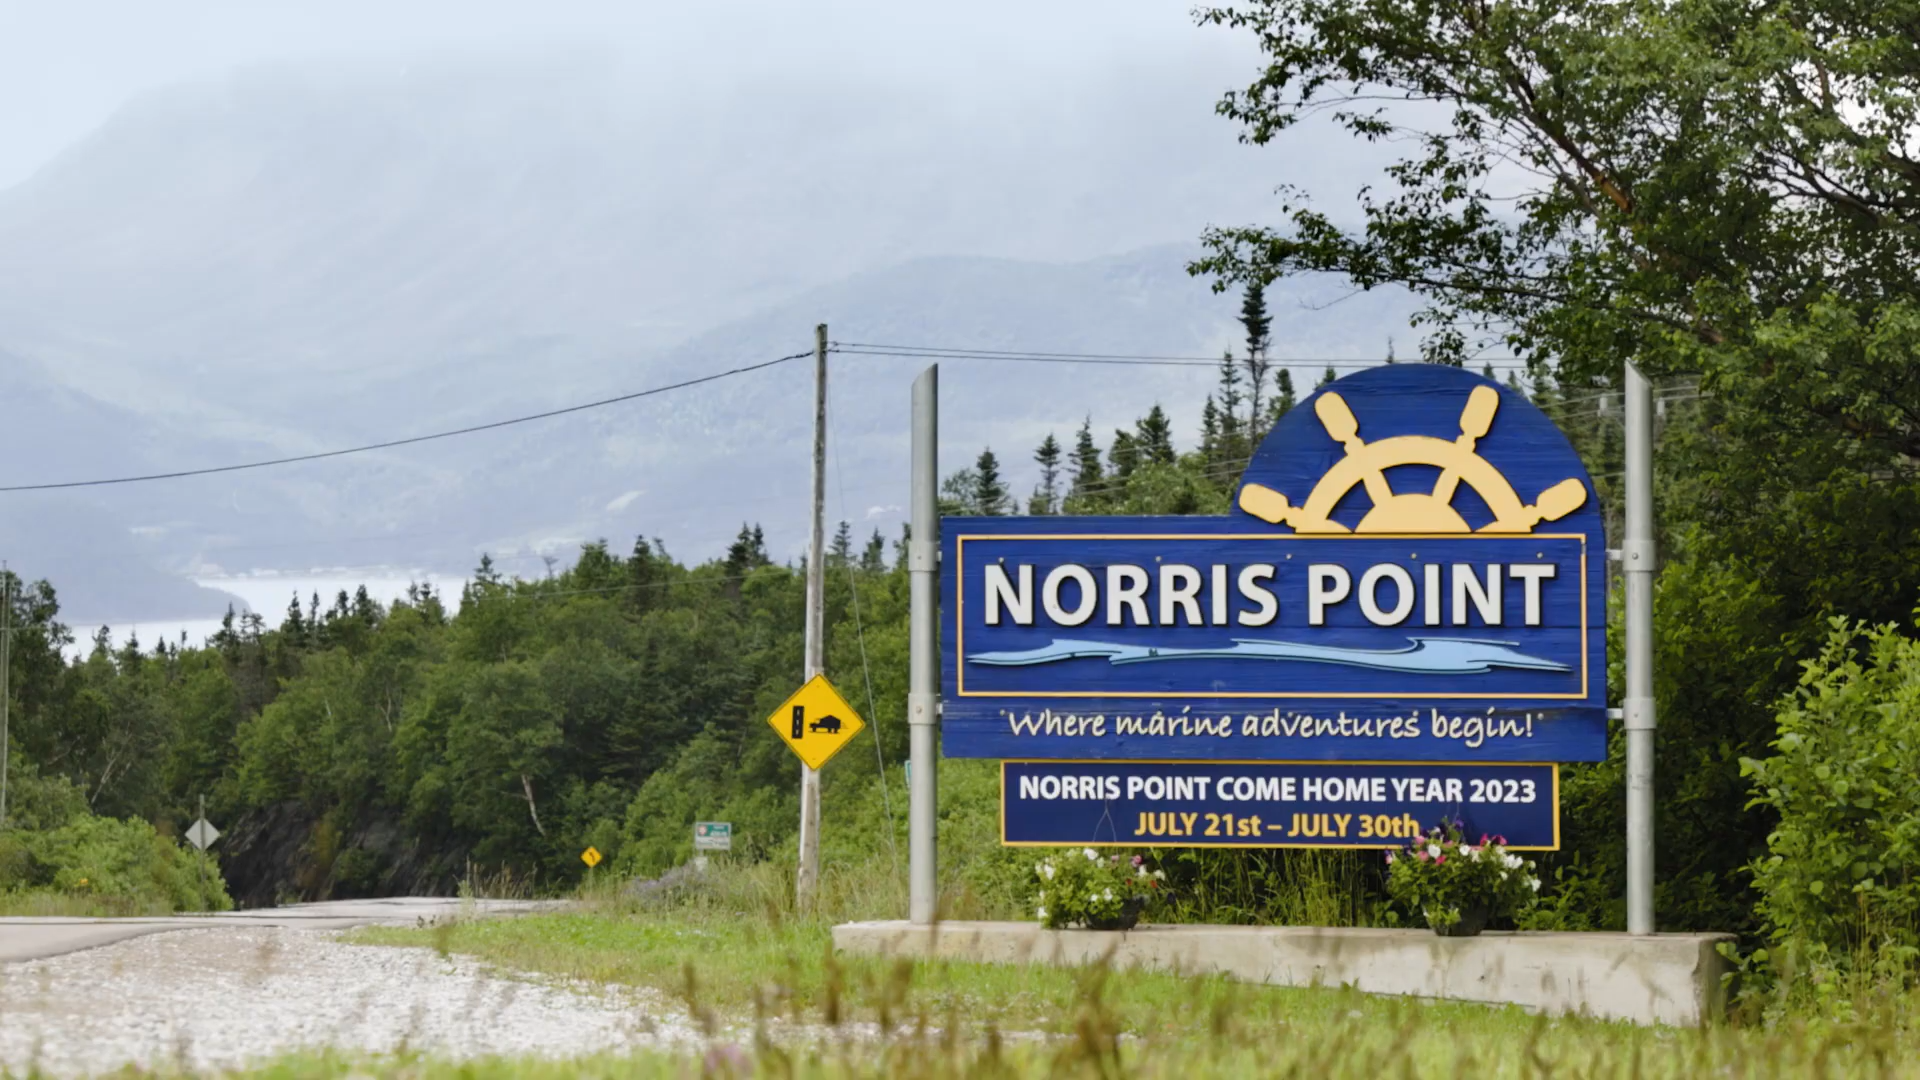 NORRIS POINT
Where marine adventures begin!
NORRIS POINT COME HOME YEAR 2023
JULY 21st – JULY 30th